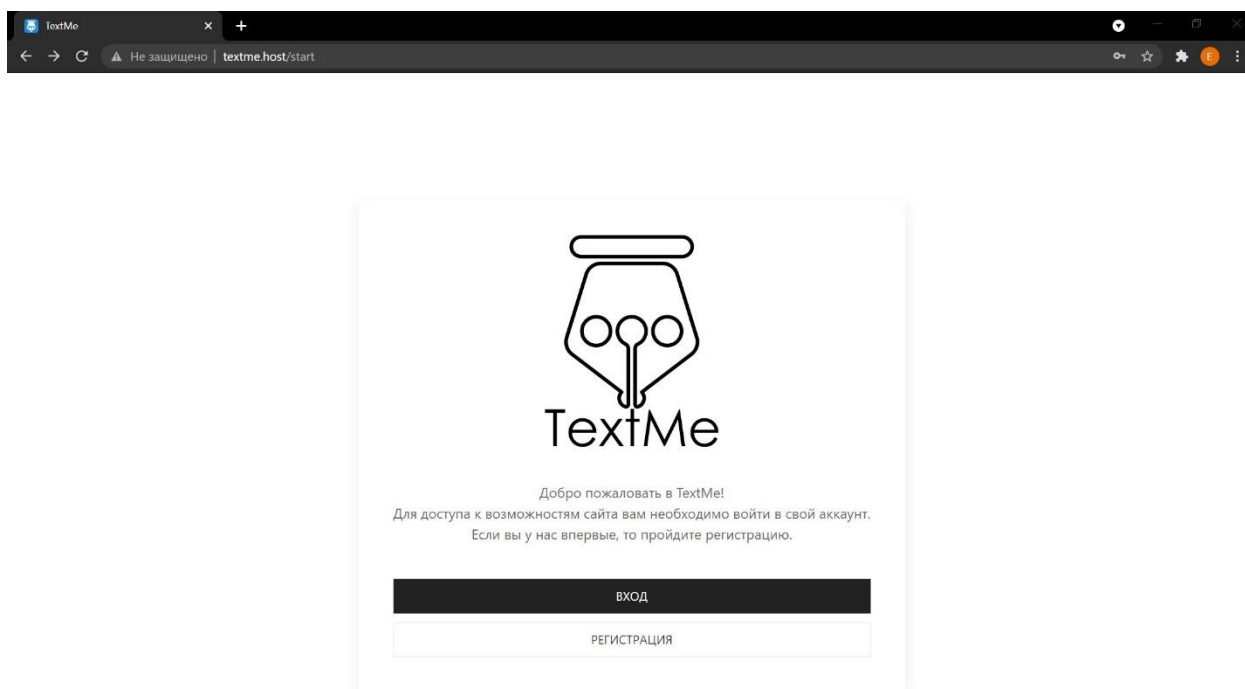 TextMe
Не защищено | textme.host/start
E
TextMe
Добро пожаловать в TextMe!
Для доступа к возможностям сайта вам необходимо войти в свой аккаунт.
Если вы у нас впервые, то пройдите регистрацию.
ВХОД
РЕГИСТРАЦИЯ